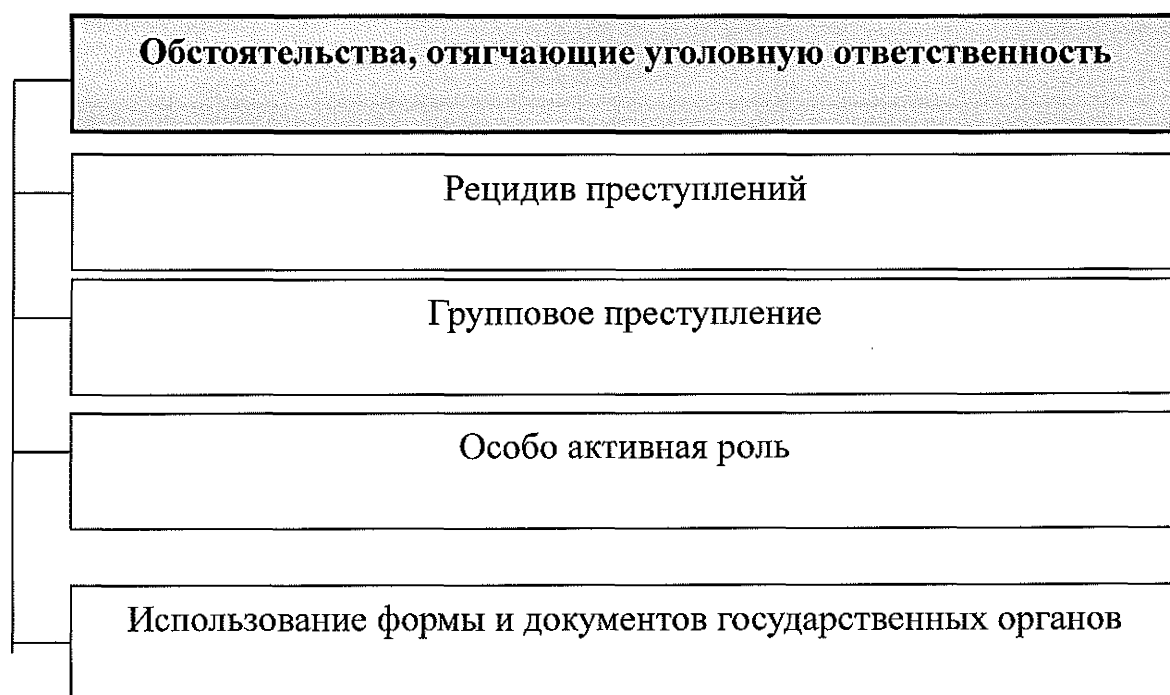 Обстоятельства, отягчающие уголовную ответственность
Рецидив преступлений
Групповое преступление
Особо активная роль
Использование формы и документов государственных органов